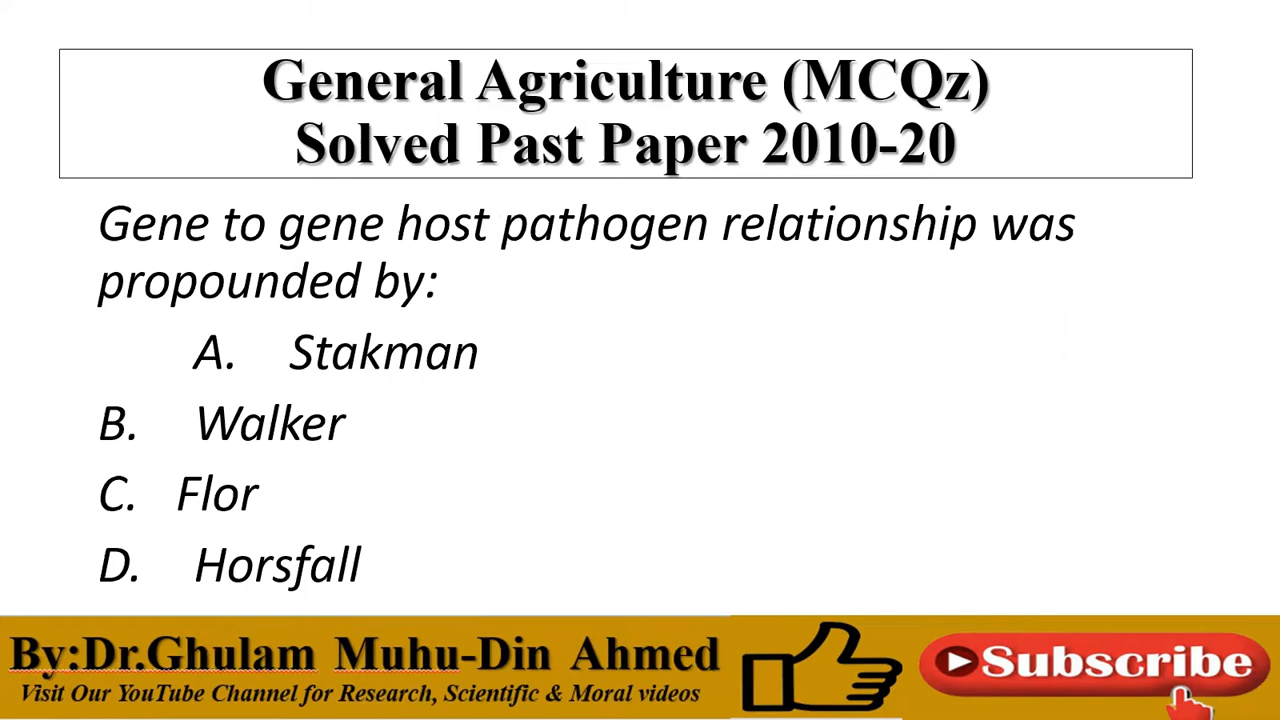 General Agriculture (MCQz)
Solved Past Paper 2010-20
Gene to gene host pathogen relationship was
propounded by:
A. Stakman
B. Walker
C. Flor
D. Horsfall
By:Dr.Ghulam Muhu-Din Ahmed
Visit Our YouTube Channel for Research, Scientific & Moral videos
Subscribe